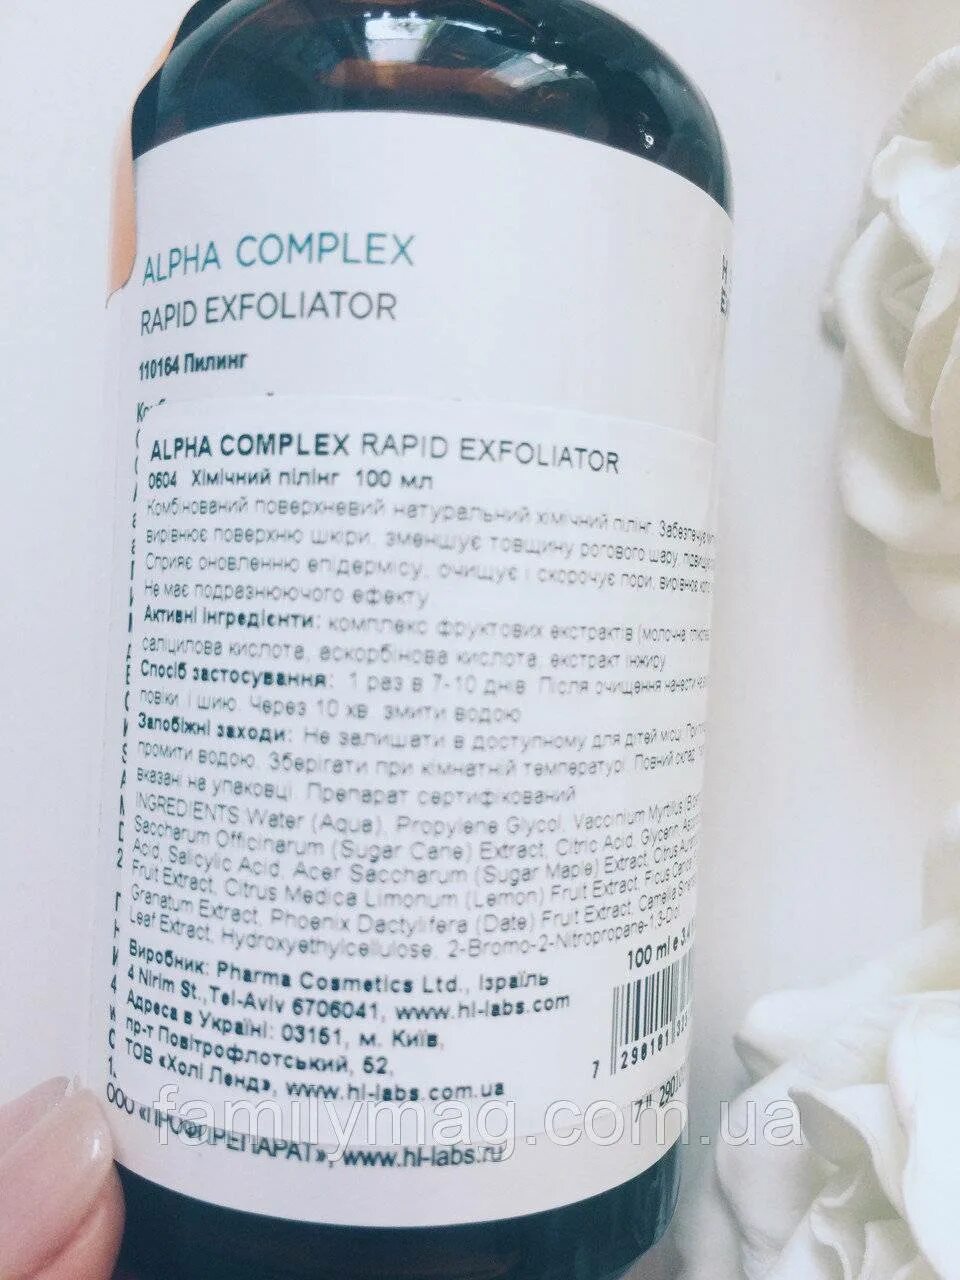 ALPHA COMPLEX
RAPID EXFOLIATOR
110164 Пилинг
ALPHA COMPLEX RAPID EXFOLIATOR
0604 Хімічний пілінг 100 мл
Комбінований поверхневий натуральний хімічний пілінг. Забезпечує
вирівнює поверхню шкіри, зменшує товщину рогового шару,
Сприяє оновленню епідермісу, очищує і скорочує пори, вирівнює
Не має подразнюючого ефекту
Активні інгредієнти: комплекс фруктових екстрактів (молочна,
саліцилова кислота, аскорбінова кислота, екстракт інжиру
Спосіб застосування: 1 раз в 7-10 днів. Після очищення нанести на
повіки і шию. Через 10 хв. змити водою
Запобіжні заходи: Не залишати в доступному для дітей місці.
промити водою. Зберігати при кімнатній температурі. Повний склад,
вказані на упаковці. Препарат сертифікований
INGREDIENTS: Water (Aqua), Propylene Glycol, Vaccinium Myrtillus
Saccharum Officinarum (Sugar Cane) Extract, Citric Acid, Glycerin,
Acid, Salicylic Acid, Acer Saccharum (Sugar Maple) Extract, Citrus
Fruit Extract, Citrus Medica Limonum (Lemon) Fruit Extract, Ficus Carica
Granatum Extract, Phoenix Dactylifera (Date) Fruit Extract, Camellia
Leaf Extract, Hydroxyethylcellulose, 2-Bromo-2-Nitropropane-1,3-Diol
100 ml e 3.4
Виробник: Pharma Cosmetics Ltd., Ізраїль
4 Nirim St., Tel-Aviv 6706041, www.hl-labs.com
Адреса в Україні: 03151, м. Київ,
пр-т Повітрофлотський, 52,
ТОВ «Холі Ленд», www.hl-labs.com.ua
ООО «ПРОФПРЕПАРАТ», www.hl-labs.ru
familymag.com.ua